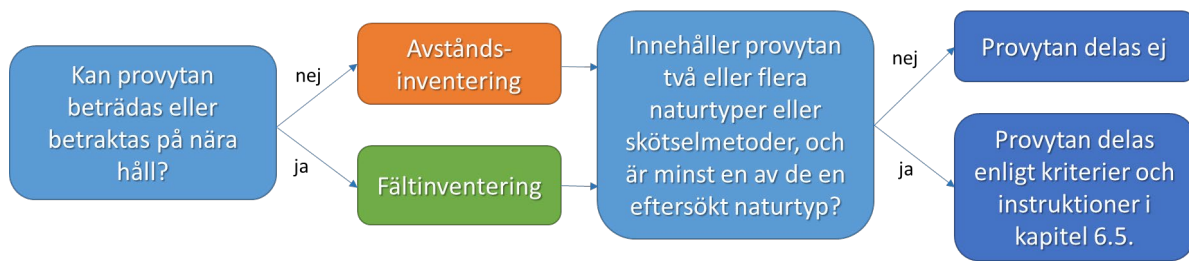 Kan provytan
beträdas eller
betraktas på nära
håll?
nej
ja
Avstånds-
inventering
Fältinventering
Innehåller provytan
två eller flera
naturtyper eller
skötselmetoder, och
är minst en av de en
eftersökt naturtyp?
nej
ja
Provytan delas ej
Provytan delas
enligt kriterier och
instruktioner i
kapitel 6.5.